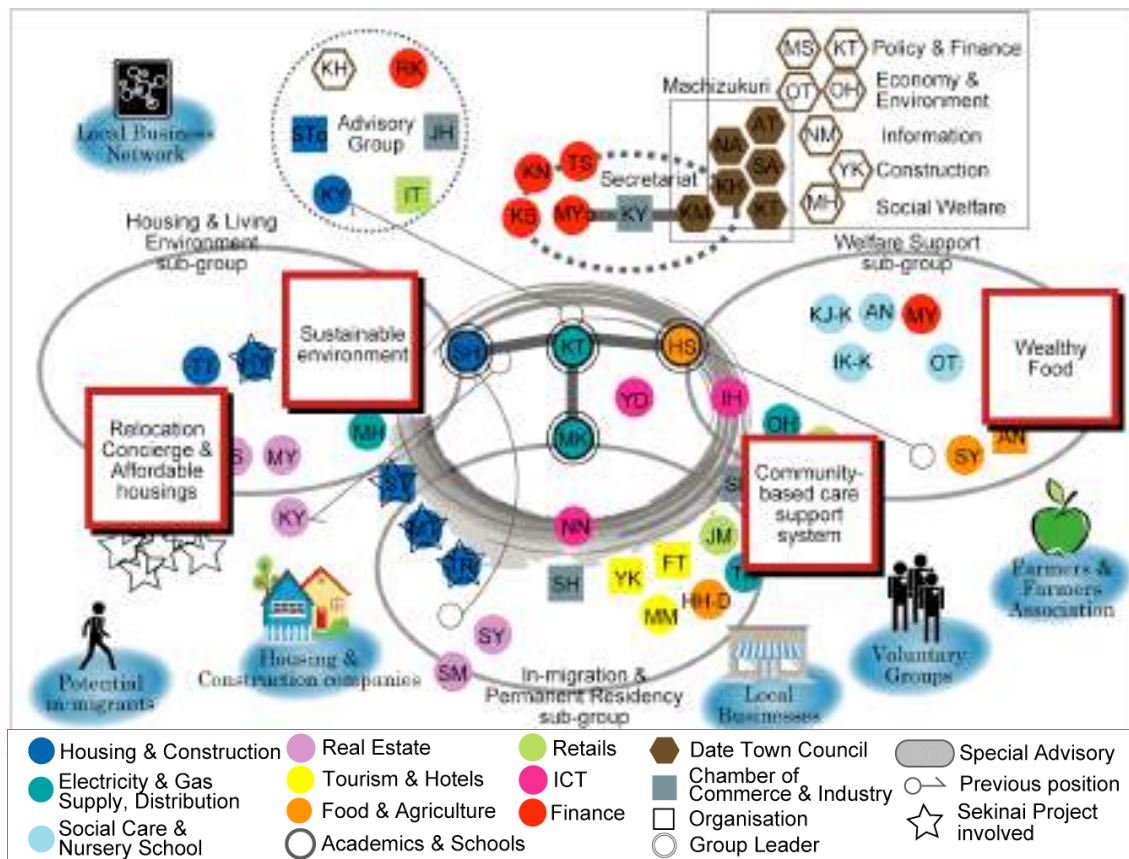 KH
RK
STo
Advisory
Group
JH
KY
IT
Local Business
Network
Machizukuri
MS
KT
Policy & Finance
OT
OH
Economy &
Environment
NM
Information
YK
Construction
MH
Social Welfare
AT
NA
SA
KH
KM
KT
Secretariat
KN
TS
KS
MYo
KY
Housing & Living
Environment
sub-group
Welfare Support
sub-group
Sustainable
environment
Relocation
Concierge &
Affordable
housings
MH
MY
KY
SH
KT
HS
YD
IH
MK
NN
KJ-K
AN
MY
IK-K
OT
Wealthy
Food
OH
SY
AN
Community-
based care
support
system
MT
TR
SH
YK
FT
JM
MM
HH-D
SY
SM
In-migration &
Permanent Residency
sub-group
Potential
in-migrants
Housing &
Construction companies
Local
Businesses
Voluntary
Groups
Farmers &
Farmers
Association
Housing & Construction
Electricity & Gas
Supply, Distribution
Social Care &
Nursery School
Real Estate
Tourism & Hotels
Food & Agriculture
Academics & Schools
Retails
ICT
Finance
Date Town Council
Chamber of
Commerce & Industry
Organisation
Group Leader
Special Advisory
Previous position
Sekinai Project
involved